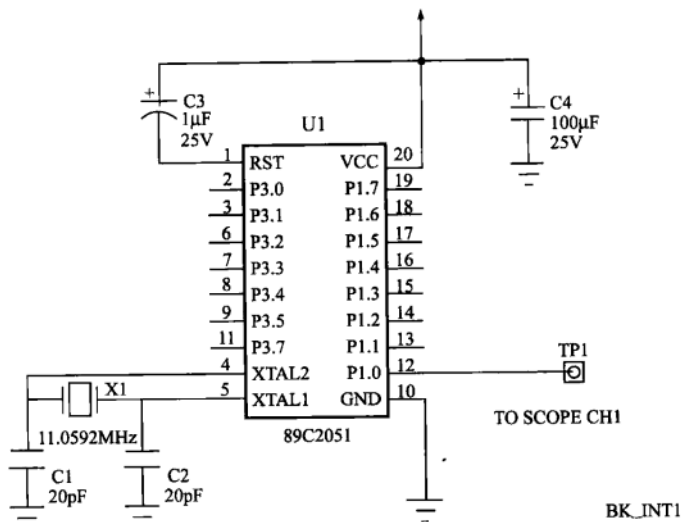 +
C3
1µF
25V
U1
+
C4
100µF
25V
1 RST VCC 20
2 P3.0 P1.7 19
3 P3.1 P1.6 18
6 P3.2 P1.5 17
7 P3.3 P1.4 16
8 P3.4 P1.3 15
9 P3.5 P1.2 14
11 P3.7 P1.1 13
4 XTAL2 P1.0 12
5 XTAL1 GND 10
TP1
X1
11.0592MHz
89C2051
TO SCOPE CH1
C1
20pF
C2
20pF
BK_INT1